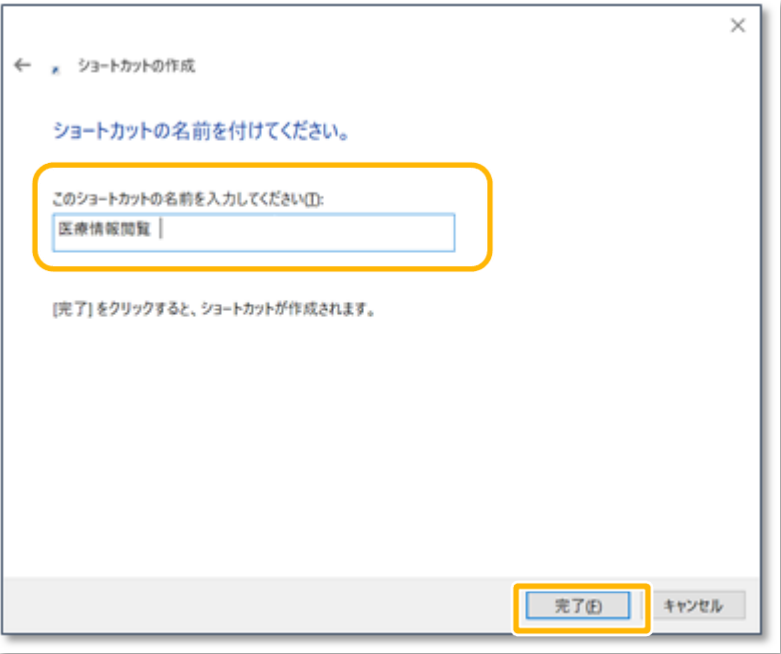 ショートカットの作成
ショートカットの名前を付けてください。
このショートカットの名前を入力してください(T):
医療情報閲覧
[完了] をクリックすると、ショートカットが作成されます。
完了(F) キャンセル